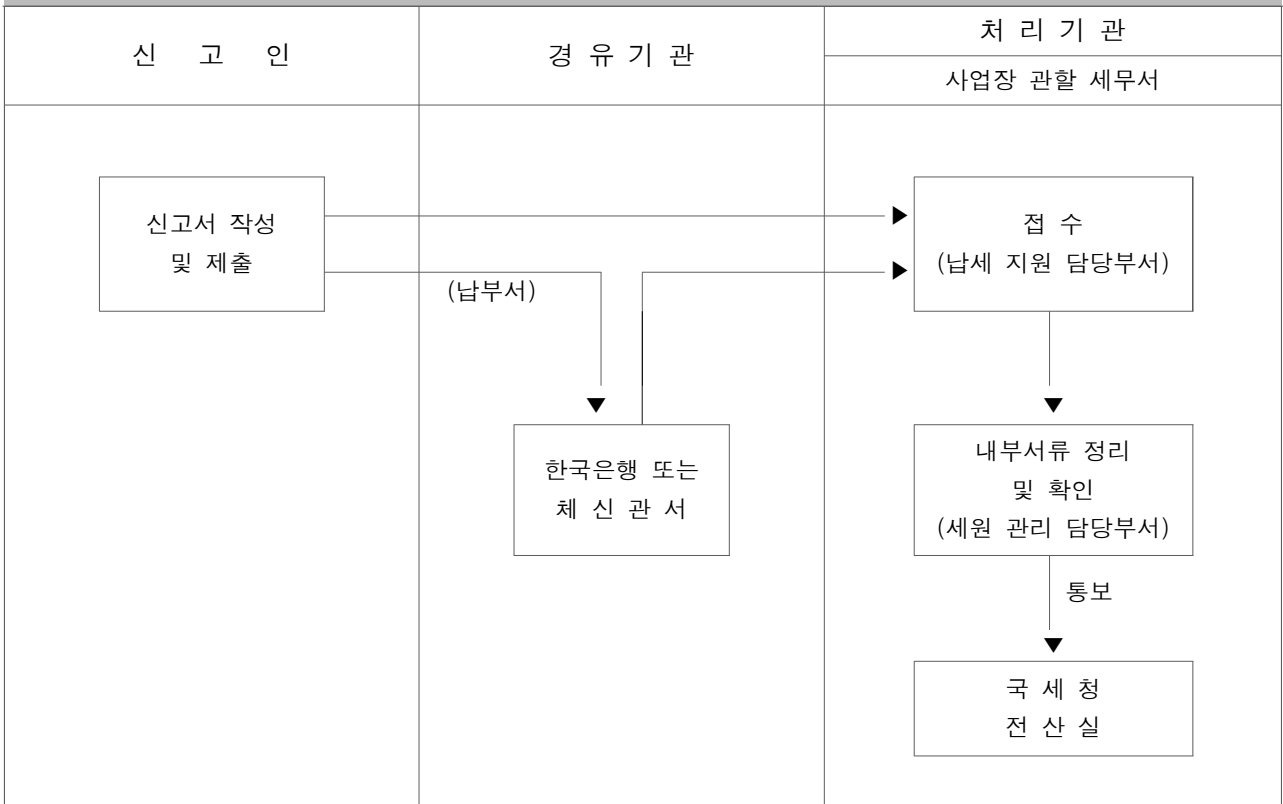 신 고 인
경 유 기 관
처 리 기 관
사업장 관할 세무서
신고서 작성
및 제출
(납부서)
접 수
(납세 지원 담당부서)
한국은행 또는
체 신 관 서
내부서류 정리
및 확인
(세원 관리 담당부서)
통보
국 세 청
전 산 실